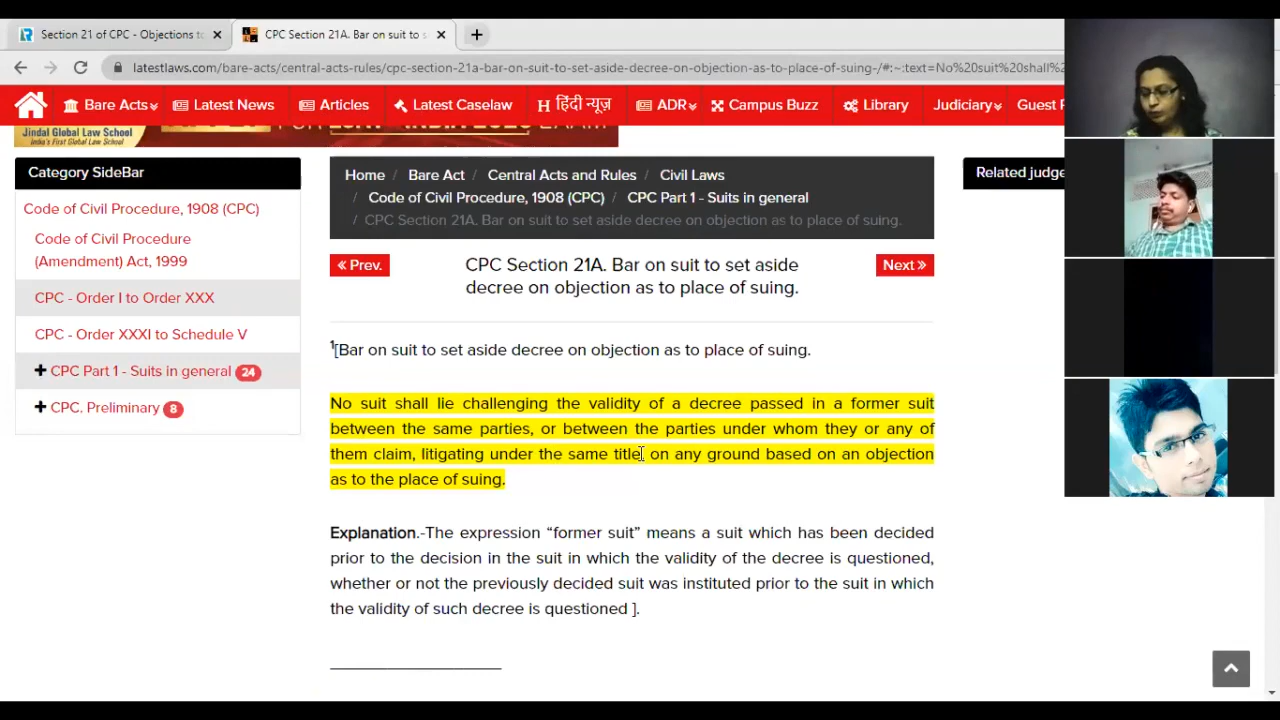 Section 21 of CPC - Objections to
CPC Section 21A. Bar on suit to s
latestlaws.com/bare-acts/central-acts-rules/cpc-section-21a-bar-on-suit-to-set-aside-decree-on-objection-as-to-place-of-suing-/#:~:text=No%20suit%20shall%20
Bare Acts Latest News Articles Latest Caselaw हिंदी न्यूज़ ADR Campus Buzz Library Judiciary Guest
Jindal Global Law School
India's First Global Law School
Category SideBar
Code of Civil Procedure, 1908 (CPC)
Code of Civil Procedure
(Amendment) Act, 1999
CPC - Order I to Order XXX
CPC - Order XXXI to Schedule V
CPC Part 1 - Suits in general 24
CPC. Preliminary 8
Home / Bare Act / Central Acts and Rules / Civil Laws
/ Code of Civil Procedure, 1908 (CPC) / CPC Part 1 - Suits in general
/ CPC Section 21A. Bar on suit to set aside decree on objection as to place of suing.
Related judge
« Prev.
CPC Section 21A. Bar on suit to set aside
decree on objection as to place of suing.
Next »
1[Bar on suit to set aside decree on objection as to place of suing.
No suit shall lie challenging the validity of a decree passed in a former suit
between the same parties, or between the parties under whom they or any of
them claim, litigating under the same title, on any ground based on an objection
as to the place of suing.
Explanation.-The expression “former suit” means a suit which has been decided
prior to the decision in the suit in which the validity of the decree is questioned,
whether or not the previously decided suit was instituted prior to the suit in which
the validity of such decree is questioned ].